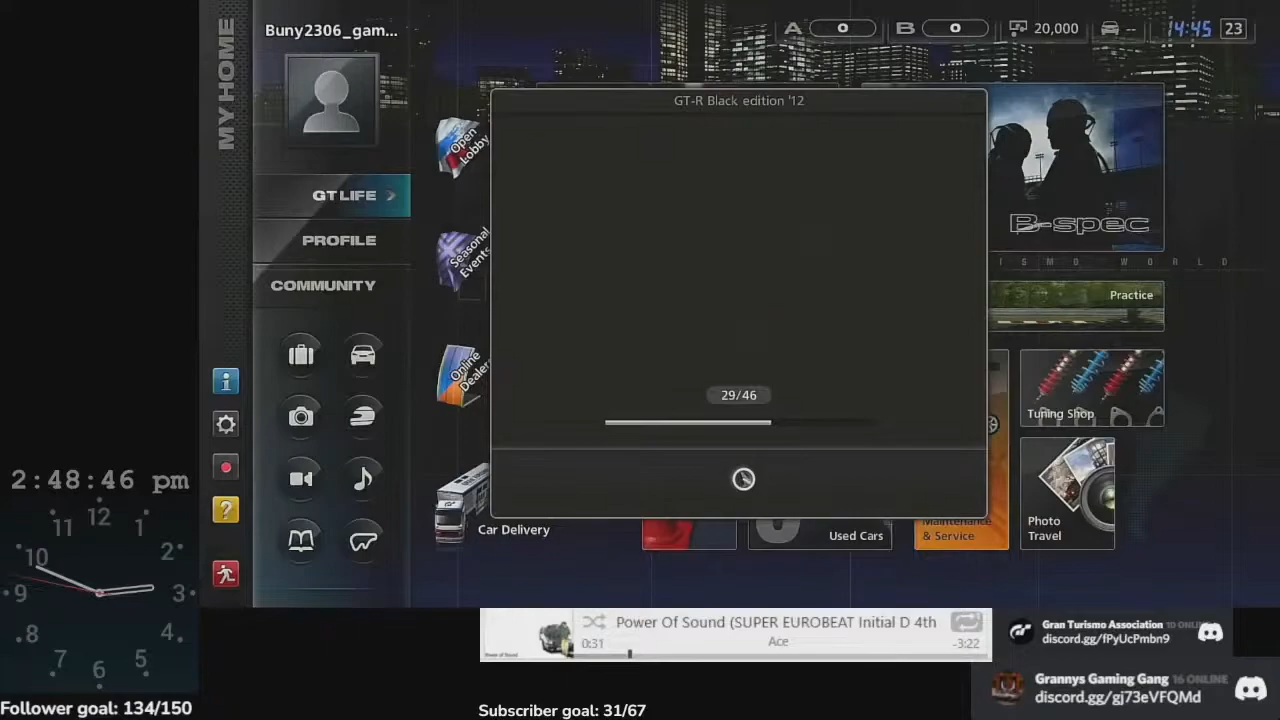 MY HOME
Buny2306_gam...
A 0
B 0
20,000
--
14:45
23
GT LIFE
PROFILE
COMMUNITY
Open
Lobby
Seasonal
Events
Online
Dealer
Car Delivery
GT-R Black edition '12
29/46
B-spec
I S M O W O R L D
Practice
Tuning Shop
Used Cars
Maintenance
& Service
Photo
Travel
2:48:46 pm
12
1
2
3
4
5
6
7
8
9
10
11
Power Of Sound (SUPER EUROBEAT Initial D 4th
Ace
0:31
-3:22
Gran Turismo Association 10 ONLI
discord.gg/fPyUcPmbn9
Grannys Gaming Gang 16 ONLINE
discord.gg/gj73eVFQMd
Follower goal: 134/150
Subscriber goal: 31/67